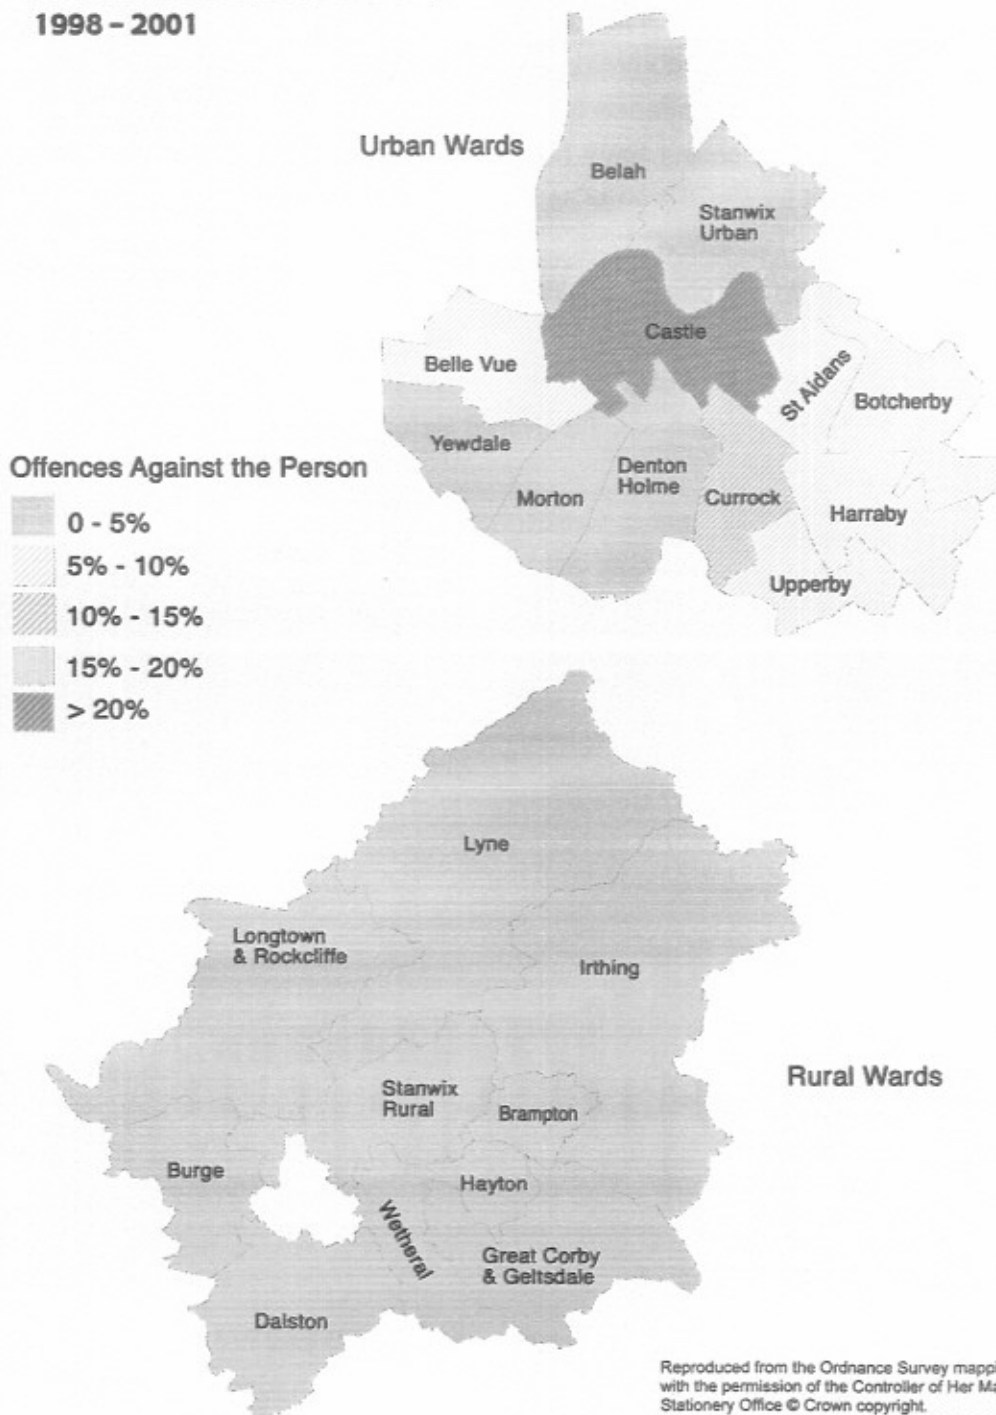 1998 – 2001
Urban Wards
Belah
Stanwix
Urban
Castle
Belle Vue
St Aidans
Botcherby
Yewdale
Denton
Holme
Morton
Currock
Harraby
Upperby
Offences Against the Person
0 - 5%
5% - 10%
10% - 15%
15% - 20%
> 20%
Lyne
Longtown
& Rockcliffe
Irthing
Rural Wards
Stanwix
Rural
Brampton
Burge
Hayton
Wetheral
Great Corby
& Geltsdale
Dalston
Reproduced from the Ordnance Survey mappi
with the permission of the Controller of Her Ma
Stationery Office © Crown copyright.